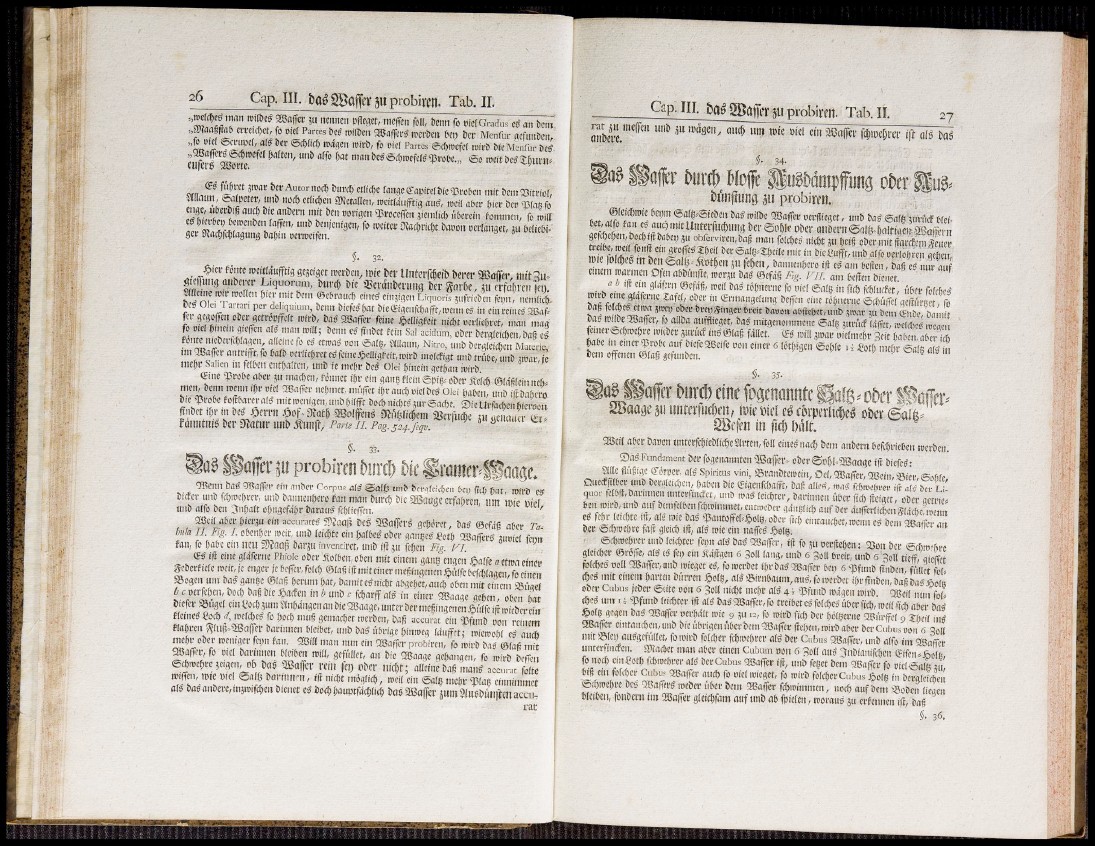 26 Cap. III. das Wasser zu probiren. Tab. II.
„welches man wildes Wasser zu nennen pfleget, messen soll, denn so viel Gradus es an dem
„Maaßstab erreichet, so viel Partes des wilden Wassers werden bey der Mensur gefunden,
„so viel Scrupel, als der Schlich wägen wird, so viel Partes Schwefel wird die Mensur des
„Wassers Schwefel halten, und also hat man des Schwefels Probe.„ So weit des Thurn-
eusers Worte.
Es führet zwar der Autor noch durch etliche lange Capitel die Proben mit dem Vitriol,
Allaun, Salpeter, und noch etlichen Metallen, weitläufftig aus, weil aber hier der Platz so
enge, überdiß auch die andern mit den vorigen Processen ziemlich überein kommen, so will
es hierbey bewenden lassen, und denjenigen, so weiter Nachricht davon verlanget, zu beliebi-
ger Nachschlagung dahin verweisen.
§. 32.
Hier könte weitläufftig gezeiget werden, wie der Unterscheid derer Wasser, mit Zu-
giessung anderer Liquorum, durch die Veränderung der Farbe, zu erfahren sey.
Alleine wir wollen hier mit dem Gebrauch eines eintzigen Liquoris zufrieden seyn, nemlich
des Olei Tartari per deliquium, denn dieses hat die Eigenschafft, wenn es in ein reines Was-
ser gegossen oder getröpffelt wird, das Wasser seine Helligkeit nicht verliehret, man mag
so viel hinein giessen als man will; denn es findet kein Sal acidum, oder dergleichen, daß es
könte niederschlagen, alleine so es etwas von Saltz, Allaun, Nitro, und dergleichen Materie,
im Wasser antrifft, so bald verliehret es seine Helligkeit, wird molckigt und trübe, und zwar, je
mehr Salien in selben enthalten, und je mehr des Olei hinein gethan wird.
Eine Probe aber zu machen, könnet ihr ein gantz klein Spitz- oder Kelch-Gläßlein neh-
men, denn wenn ihr viel Wasser nehmet, müsset ihr auch viel des Olei haben, und ist dahero
die Probe kostbarer als mit wenigen, und hilfft doch nichts zur Sache. Die Ursachen hiervon
findet ihr in des Herrn Hof-Rath Wolffens Nützlichem Versuche zu genauer Er-
känntnis der Natur und Kunst, Parte II. Pag. 524. seqv.
§. 33.
Das Wasser zu probiren durch die Cramer-Waage.
Wenn das Wasser ein ander Corpus als Saltz und dergleichen bey sich hat, wird es
dicker und schwehrer, und dannenhero kan man durch die Waage erfahren, um wie viel,
und also den Inhalt ohngefähr daraus schliessen.
Weil aber hierzu ein accurates Maaß des Wassers gehöret, das Gefäß aber Ta-
bula II. Fig. I. obenher weit, und leichte ein halbes oder gantzes Loth Wassers zuviel seyn
kan, so habe ein neu Maaß darzu inventiret, und ist zu sehen Fig. VI.
Es ist eine gläserne Phiole oder Kolben, oben mit einem gantz engen Halse a etwa einer
Federkiele weit, je enger je besser, solch Glaß ist mit einer meßingenen Hülse beschlagen, so einen
Bogen um das gantze Glaß herum hat, damit es nicht abgehet, auch oben mit einem Bügel
b c versehen, doch daß die Hacken in b und c scharff als in einer Waage gehen, oben hat
dieser Bügel ein Loch zum Anhängen an die Waage, unter der meßingenen Hülse ist wieder ein
kleines Loch d, welches so hoch muß gemachet werden, daß accurat ein Pfund von reinem
klahren Fluß-Wasser darinnen bleibet, und das übrige hinweg läuffet; wiewohl es auch
mehr oder weniger seyn kan. Will man nun ein Wasser probiren, so wird das Glaß mit
Wasser, so viel darinnen bleiben will, gefüllet, an die Waage gehangen, so wird dessen
Schwehre zeigen, ob das Wasser rein sey oder nicht; alleine daß mans accurat solte
wissen, wie viel Saltz darinnen, ist nicht möglich, weil ein Saltz mehr Platz einnimmet
als das andere, inzwischen dienet es doch hauptsächlich das Wasser zum Ausdünsten accu-
rat
Cap. III. das Wasser zu probiren. Tab. II. 27
rat zu messen und zu wägen, auch um wie viel ein Wasser schwehrer ist als das
andere.
§. 34.
Das Wasser durch blosse Ausdämpffung oder Aus-
dünstung zu probiren.
Gleichwie beym Saltz-Sieden das wilde Wasser verflieget, und das Saltz zurück blei-
bet, also kan es auch mit Untersuchung der Sohle oder andern Saltz-haltigen Wassern
geschehen, doch ist dabey zu observiren, daß man solches nicht zu heiß oder mit starckem Feuer
treibe, weil sonst ein grosses Theil der Saltz-Theile mit in die Lufft, und also verlohren gehen,
wie solches in den Saltz-Kothen zu sehen, dannenhero ist es am besten, daß es nur auf
einem warmen Ofen abdünste, worzu das Gefäß Fig. VII. am besten dienet.
a b ist ein gläsern Gefäß, weil das töhnerne so viel Saltz in sich schlucket, über solches
wird eine gläserne Tafel, oder in Ermangelung dessen eine töhnerne Schüssel gestürtzet, so
daß solches etwa zwey oder drey Finger breit davon abstehet, und zwar zu dem Ende, damit
das wilde Wasser, so allda aufflieget, das mitgenommene Saltz zurück lässet, welches wegen
seiner Schwehre wieder zurück ins Glaß fället. Es will zwar vielmehr Zeit haben, aber ich
habe in einer Probe auf diese Weise von einer 6 löthigen Sohle 1¼ Loth mehr Saltz als in
dem offenen Glaß gefunden.
§. 35.
Das Wasser durch eine sogenannte Saltz- oder Wasser-
Waage zu untersuchen, wie viel es cörperliches oder Saltz-
Wesen in sich hält.
Weil aber davon unterschiedliche Arten, soll eines nach dem andern beschrieben werden.
Das Fundament der sogenannten Wasser- oder Sohl-Waage ist dieses:
Alle flüßige Cörper, als Spiritus vini, Brandtewein, Oel, Wasser, Wein, Bier, Sohle,
Quecksilber und dergleichen, haben die Eigenschafft, daß alles, was schwehrer ist als der Li-
quor selbst, darinnen untersincket, und was leichter, darinnen über sich steiget, oder getrie-
ben wird, und auf demselben schwimmet, entweder gäntzlich auf der äusserlichen Fläche, wenn
es sehr leichte ist, als wie das Pantoffel-Holtz, oder sich eintauchet, wenn es dem Wasser an
der Schwehre fast gleich ist, als wie ein nasses Holtz.
Schwehrer und leichter seyn als das Wasser, ist so zu verstehen: Von der Schwehre
gleicher Grösse, als es sey ein Kästgen 6 Zoll lang, und 6 Zoll breit, und 6 Zoll tieff, giesset
solches voll Wasser, und wieget es, so werdet ihr das Wasser bey 6 Pfund finden, füllet sol-
ches mit einem harten dürren Holtz, als Birnbaum, aus, so werdet ihr finden, daß das Holtz
oder Cubus jeder Seite von 6 Zoll nicht mehr als 4½ Pfund wägen wird. Weil nun sol-
ches um 1½ Pfund leichter ist als das Wasser, so treibet es solches über sich, weil sich aber das
Holtz gegen das Wasser verhält wie 9 zu 12, so wird sich der höltzerne Würffel 9 Theil ins
Wasser eintauchen, und die übrigen über dem Wasser stehen, wird aber der Cubus von 6 Zoll
mit Bley ausgefüllet, so wird solcher schwehrer als der Cubus Wasser, und also im Wasser
untersincken. Machet man aber einen Cubum von 6 Zoll aus Indianischen Eisen-Holtz,
so noch ein Loth schwehrer als der Cubus Wasser ist, und setzet dem Wasser so viel Saltz zu,
biß ein solcher Cubus Wasser auch so viel wieget, so wird solcher Cubus Holtz in dergleichen
Schwehre des Wassers weder über dem Wasser schwimmen, noch auf dem Boden liegen
bleiben, sondern im Wasser gleichsam auf und ab spielen, woraus zu erkennen ist, daß
§. 36.